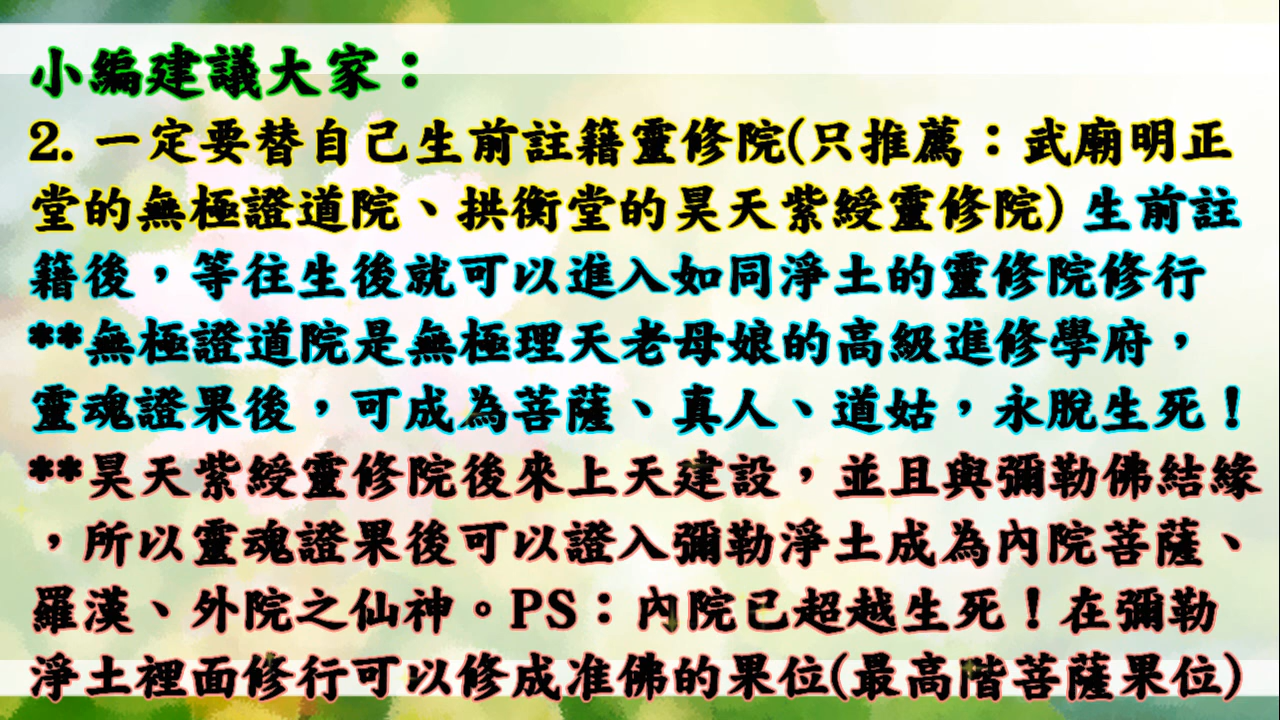 小編建議大家：
2. 一定要替自己生前註籍靈修院(只推薦：武廟明正
堂的無極證道院、拱衡堂的昊天紫綬靈修院) 生前註
籍後，等往生後就可以進入如同淨土的靈修院修行
**無極證道院是無極理天老母娘的高級進修學府，
靈魂證果後，可成為菩薩、真人、道姑，永脫生死！
**昊天紫綬靈修院後來上天建設，並且與彌勒佛結緣
，所以靈魂證果後可以證入彌勒淨土成為內院菩薩、
羅漢、外院之仙神。PS：內院已超越生死！在彌勒
淨土裡面修行可以修成准佛的果位(最高階菩薩果位)